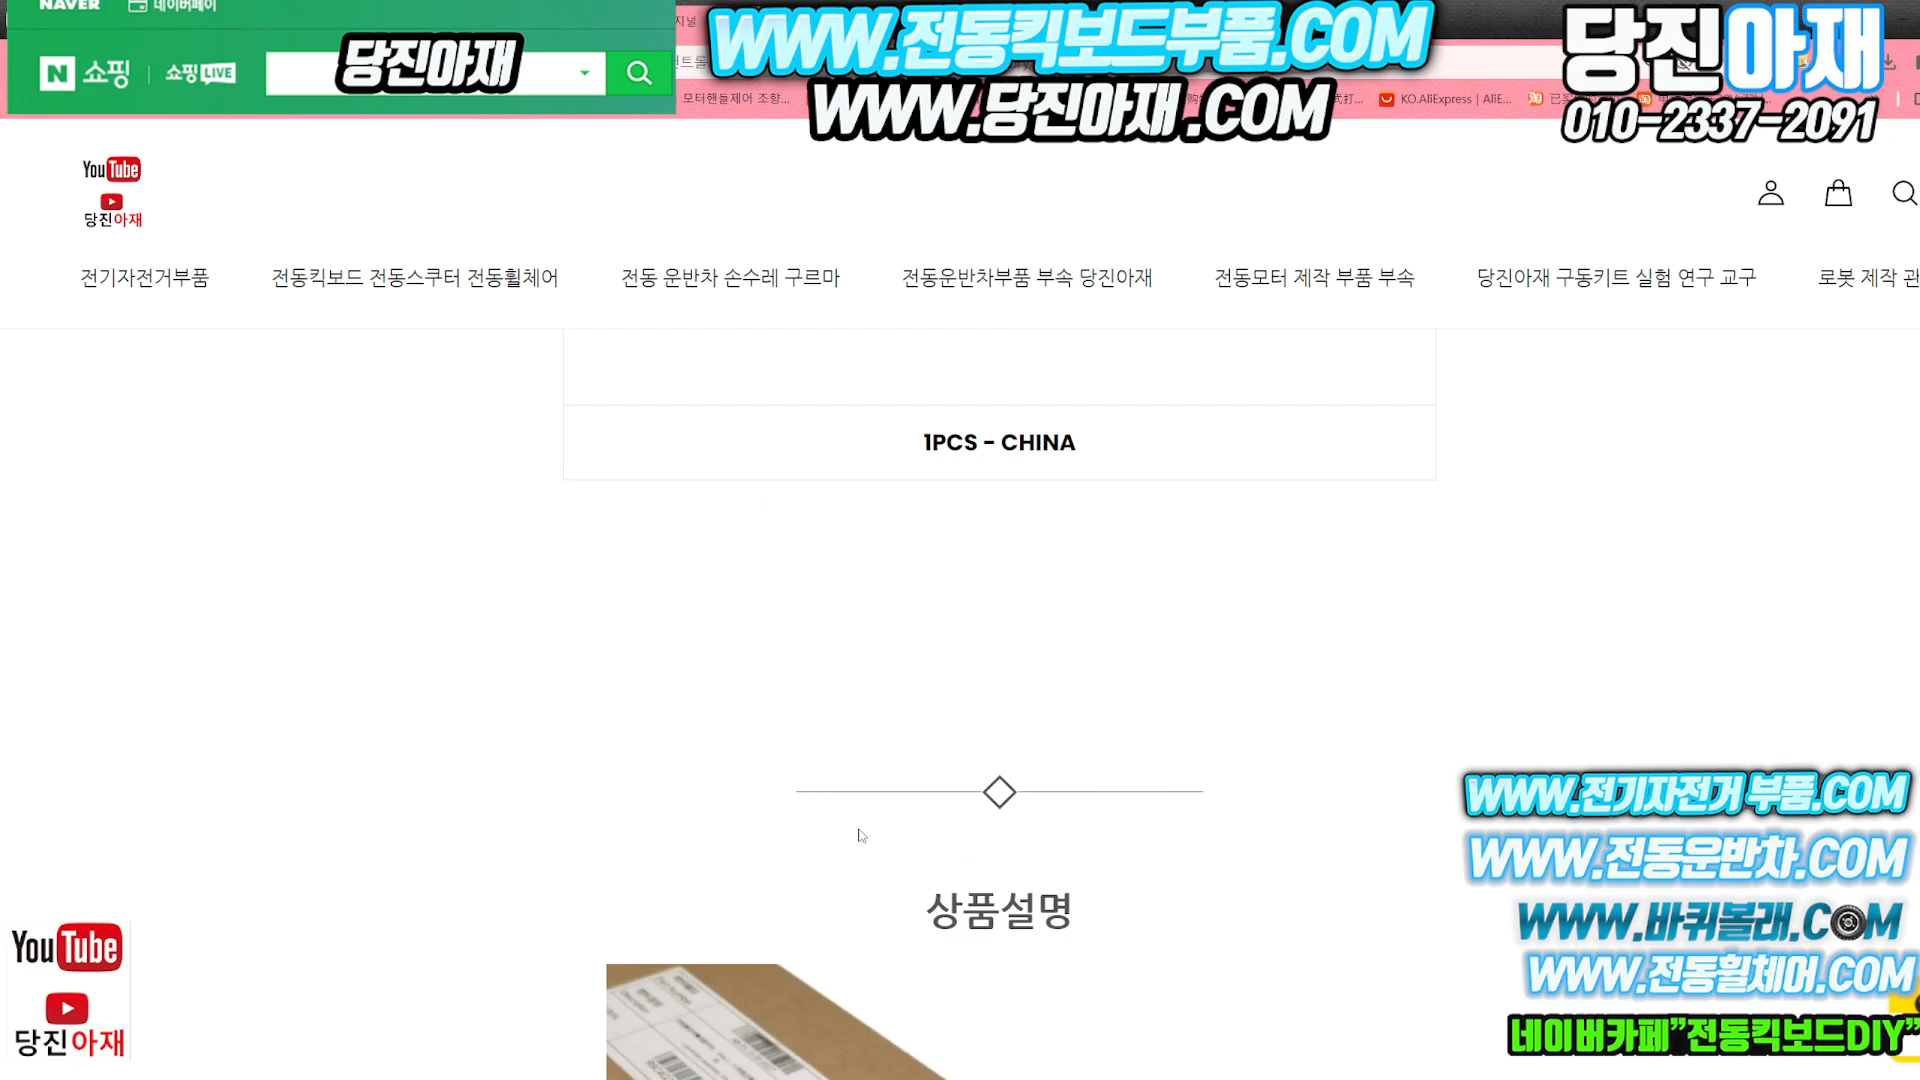 NAVER 네이버페이
N 쇼핑 쇼핑LIVE 당진아재
지널
WWW.전동킥보드부품.COM
WWW.당진아재.COM
당진아재
010-2337-2091
모터핸들제어 조향...
KO.AliExpress | AliE...
YouTube
당진아재
전기자전거부품 전동킥보드 전동스쿠터 전동휠체어 전동 운반차 손수레 구르마 전동운반차부품 부속 당진아재 전동모터 제작 부품 부속 당진아재 구동키트 실험 연구 교구 로봇 제작 관
1PCS - CHINA
상품설명
WWW.전기자전거부품.COM
WWW.전동운반차.COM
WWW.바퀴볼래.COM
WWW.전동휠체어.COM
네이버카페"전동킥보드DIY"
YouTube
당진아재